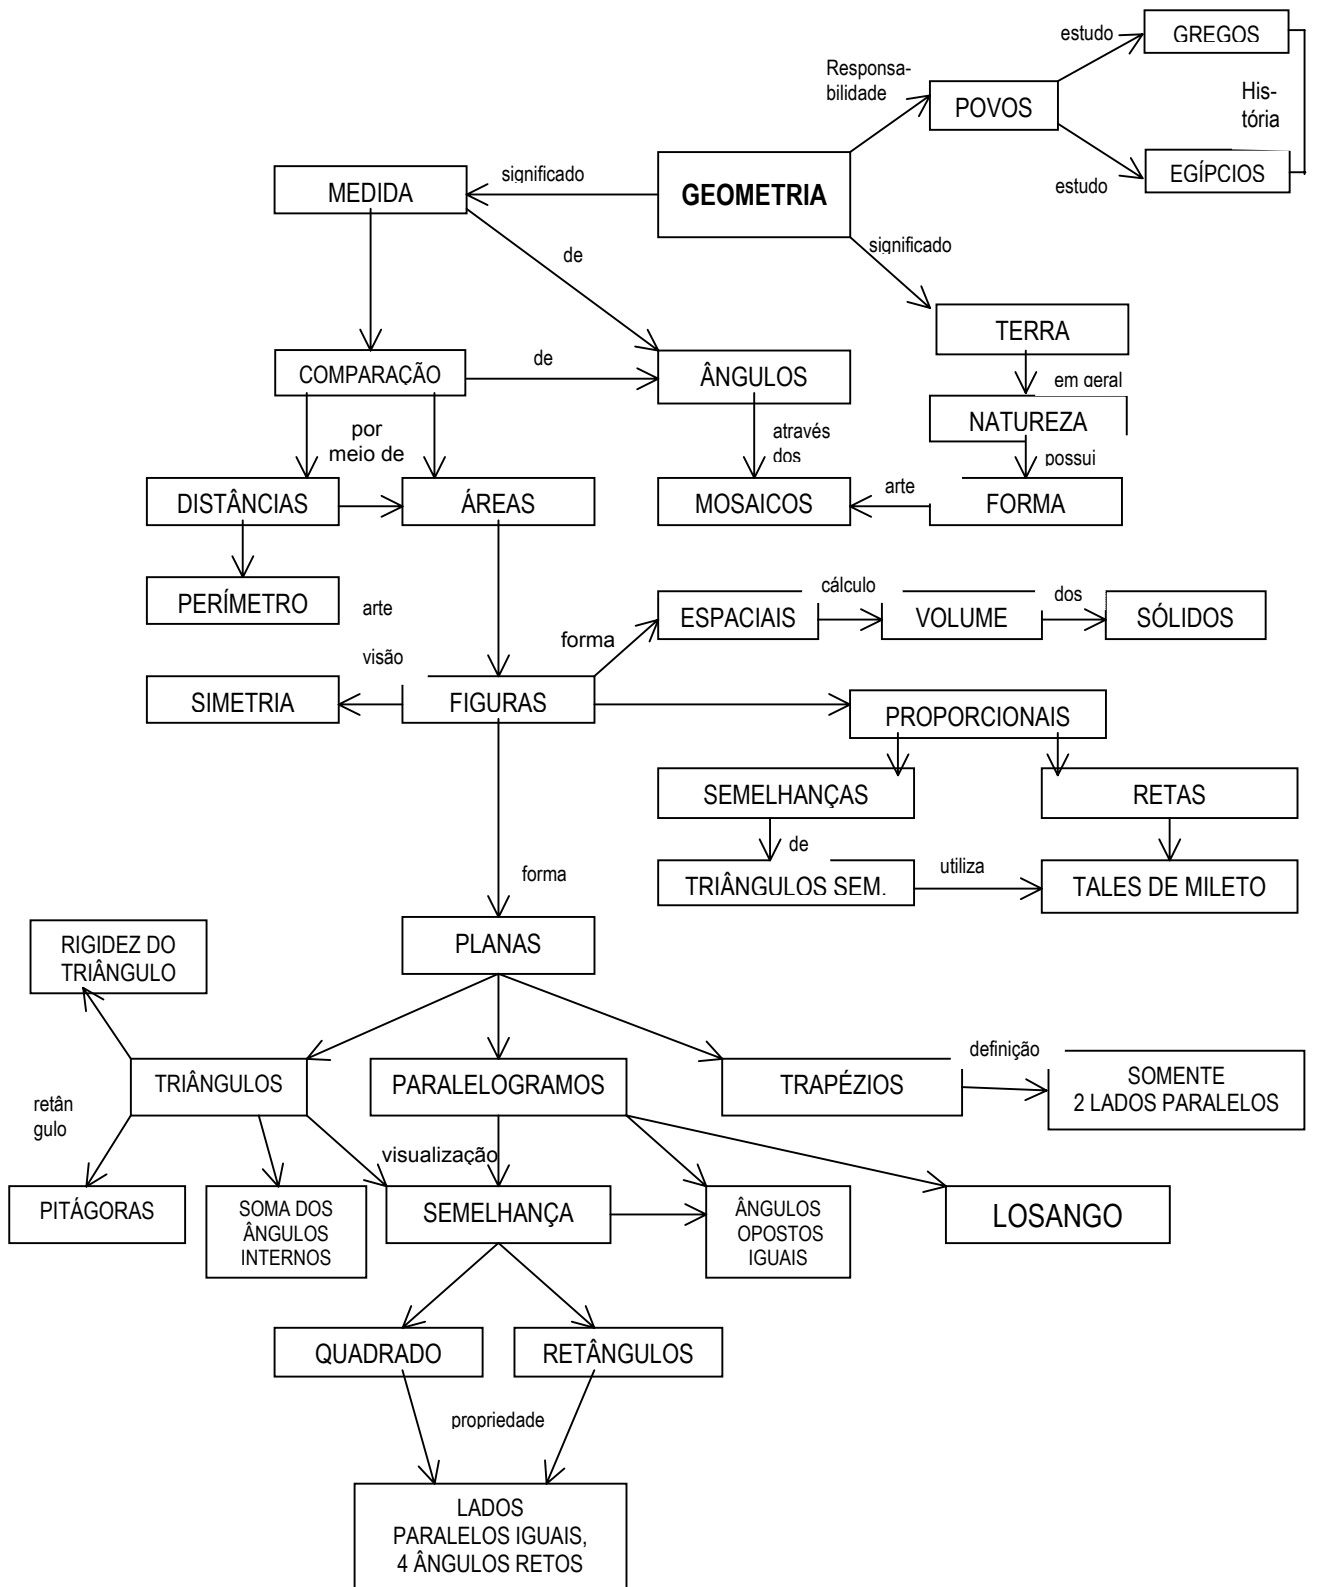 estudo
GREGOS
Responsa-
bilidade
POVOS
His-
tória
estudo
EGÍPCIOS
MEDIDA
significado
GEOMETRIA
de
significado
TERRA
COMPARAÇÃO
de
ÂNGULOS
em geral
NATUREZA
por
meio de
através
dos
possui
DISTÂNCIAS
ÁREAS
MOSAICOS
arte
FORMA
PERÍMETRO
arte
forma
ESPACIAIS
cálculo
VOLUME
dos
SÓLIDOS
visão
SIMETRIA
FIGURAS
PROPORCIONAIS
SEMELHANÇAS
RETAS
de
TRIÂNGULOS SEM.
utiliza
TALES DE MILETO
forma
PLANAS
RIGIDEZ DO
TRIÂNGULO
TRIÂNGULOS
PARALELOGRAMOS
TRAPÉZIOS
definição
SOMENTE
2 LADOS PARALELOS
retân
gulo
visualização
PITÁGORAS
SOMA DOS
ÂNGULOS
INTERNOS
SEMELHANÇA
ÂNGULOS
OPOSTOS
IGUAIS
LOSANGO
QUADRADO
RETÂNGULOS
propriedade
LADOS
PARALELOS IGUAIS,
4 ÂNGULOS RETOS